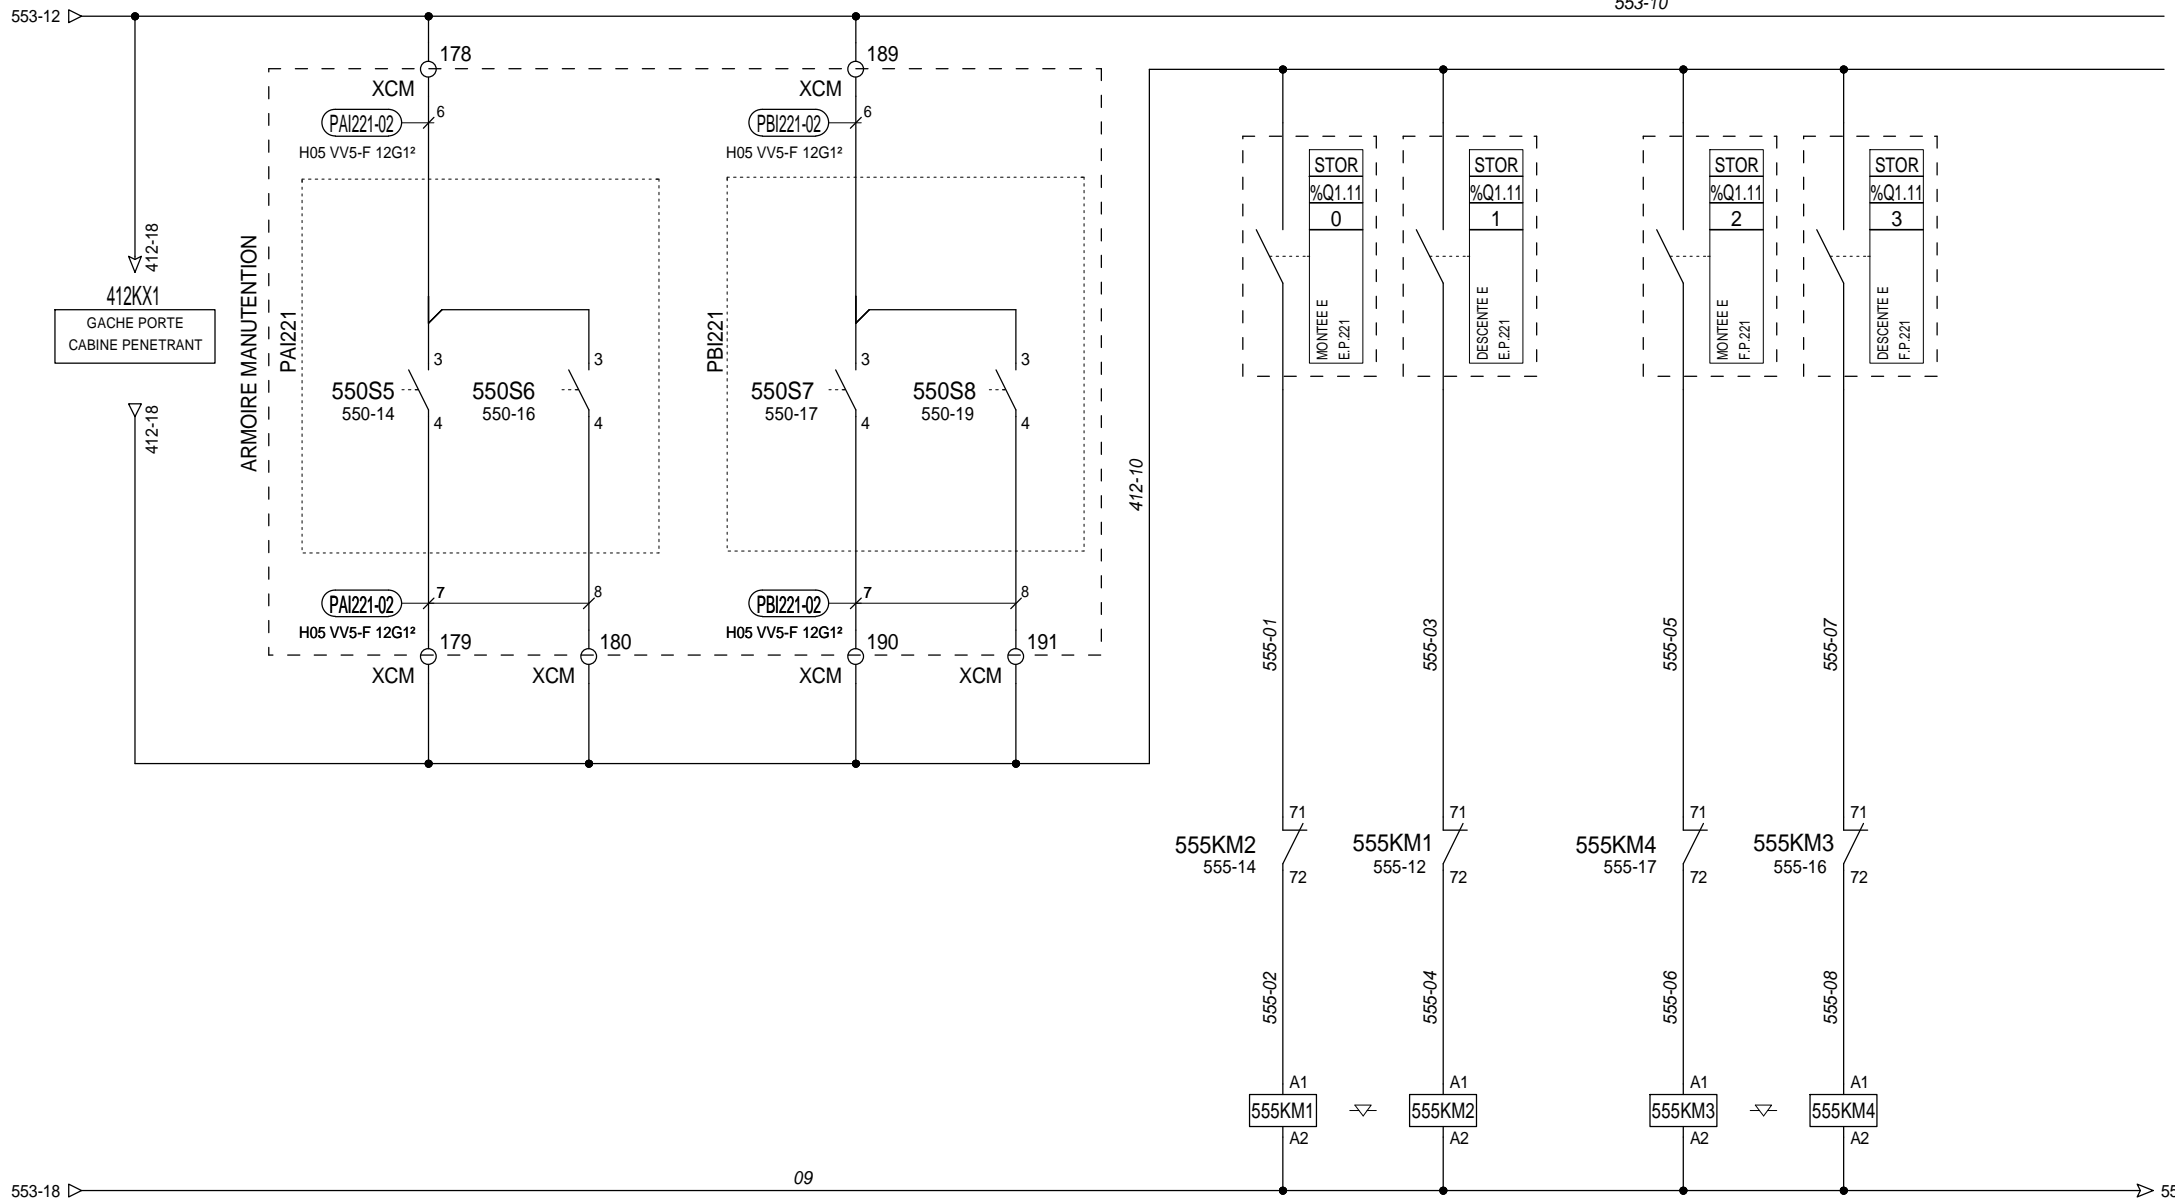 553-12
553-10
178
XCM
PAI221-02
6
H05 VV5-F 12G1²
189
XCM
PBI221-02
6
H05 VV5-F 12G1²
412-18
412KX1
GACHE PORTE
CABINE PENETRANT
412-18
ARMOIRE MANUTENTION
PAI221
3
550S5
550-14
4
3
550S6
550-16
4
PBI221
3
550S7
550-17
4
3
550S8
550-19
4
PAI221-02
7
8
H05 VV5-F 12G1²
179
XCM
180
XCM
PBI221-02
7
8
H05 VV5-F 12G1²
190
XCM
191
XCM
412-10
STOR
%Q1.11
0
MONTEE E
E.P.221
STOR
%Q1.11
1
DESCENTE E
E.P.221
STOR
%Q1.11
2
MONTEE E
F.P.221
STOR
%Q1.11
3
DESCENTE E
F.P.221
555-01
555-03
555-05
555-07
71
555KM2
555-14
72
71
555KM1
555-12
72
71
555KM4
555-17
72
71
555KM3
555-16
72
555-02
555-04
555-06
555-08
A1
555KM1
A2
A1
555KM2
A2
A1
555KM3
A2
A1
555KM4
A2
553-18
09